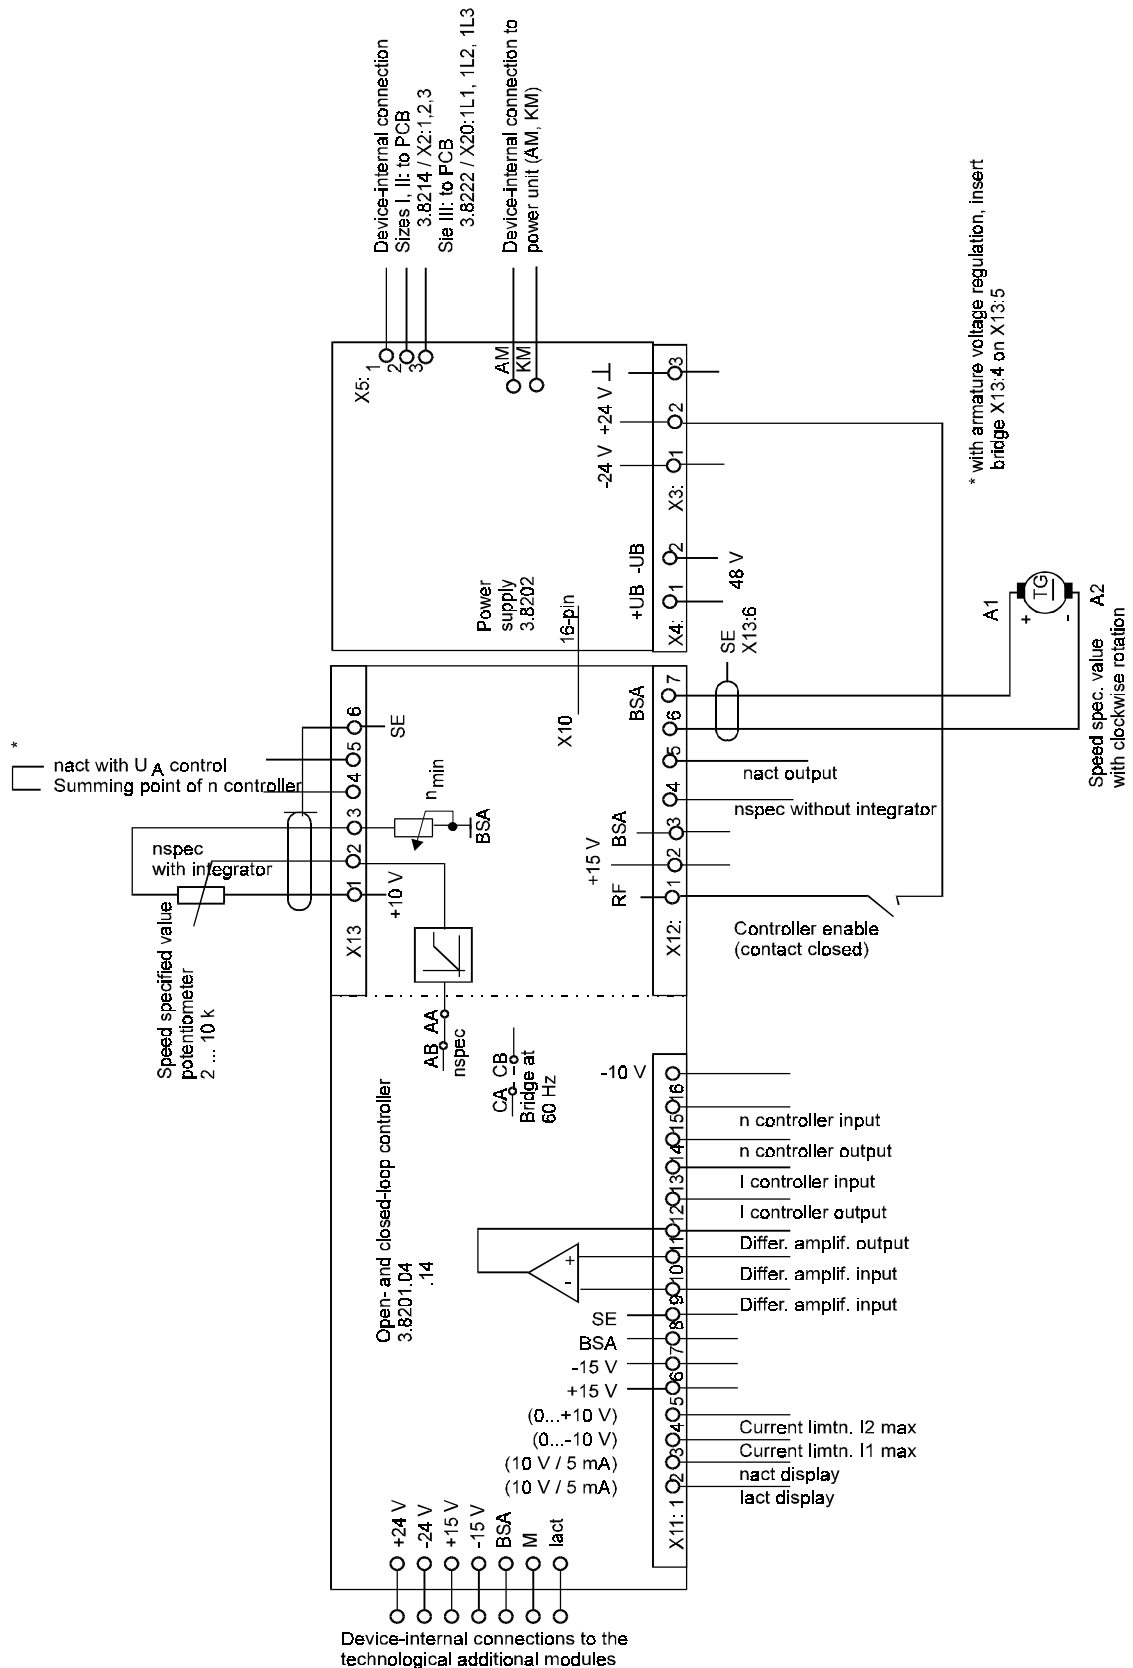 Device-internal connection
Sizes I, II: to PCB
3.8214 / X2:1,2,3
Sie III: to PCB
3.8222 / X20:1L1, 1L2, 1L3
Device-internal connection to
power unit (AM, KM)
X5:
1
2
3
AM
KM
-24 V
+24 V
X3:
1
2
3
+UB
-UB
X4:
1
2
48 V
Power
supply
3.8202
16-pin
X10
* with armature voltage regulation, insert
bridge X13:4 on X13:5
*
nact with U A control
Summing point of n controller
nspec
with integrator
Speed specified value
potentiometer
2 ... 10 k
X13
1
2
3
4
5
6
SE
+10 V
n min
BSA
SE
X13:6
BSA
7
6
5
4
3
2
1
X12:
BSA
+15 V
RF
nact output
nspec without integrator
Controller enable
(contact closed)
A1
TG
+
-
A2
Speed spec. value
with clockwise rotation
AB
AA
nspec
CA
CB
Bridge at
60 Hz
Open- and closed-loop controller
3.8201.04
.14
-10 V
16
15
14
13
12
11
10
9
8
7
6
5
4
3
2
X11: 1
n controller input
n controller output
I controller input
I controller output
Differ. amplif. output
Differ. amplif. input
Differ. amplif. input
+
-
SE
BSA
-15 V
+15 V
(0...+10 V)
(0...-10 V)
(10 V / 5 mA)
(10 V / 5 mA)
Current limtn. I2 max
Current limtn. I1 max
nact display
Iact display
+24 V
-24 V
+15 V
-15 V
BSA
M
Iact
Device-internal connections to the
technological additional modules